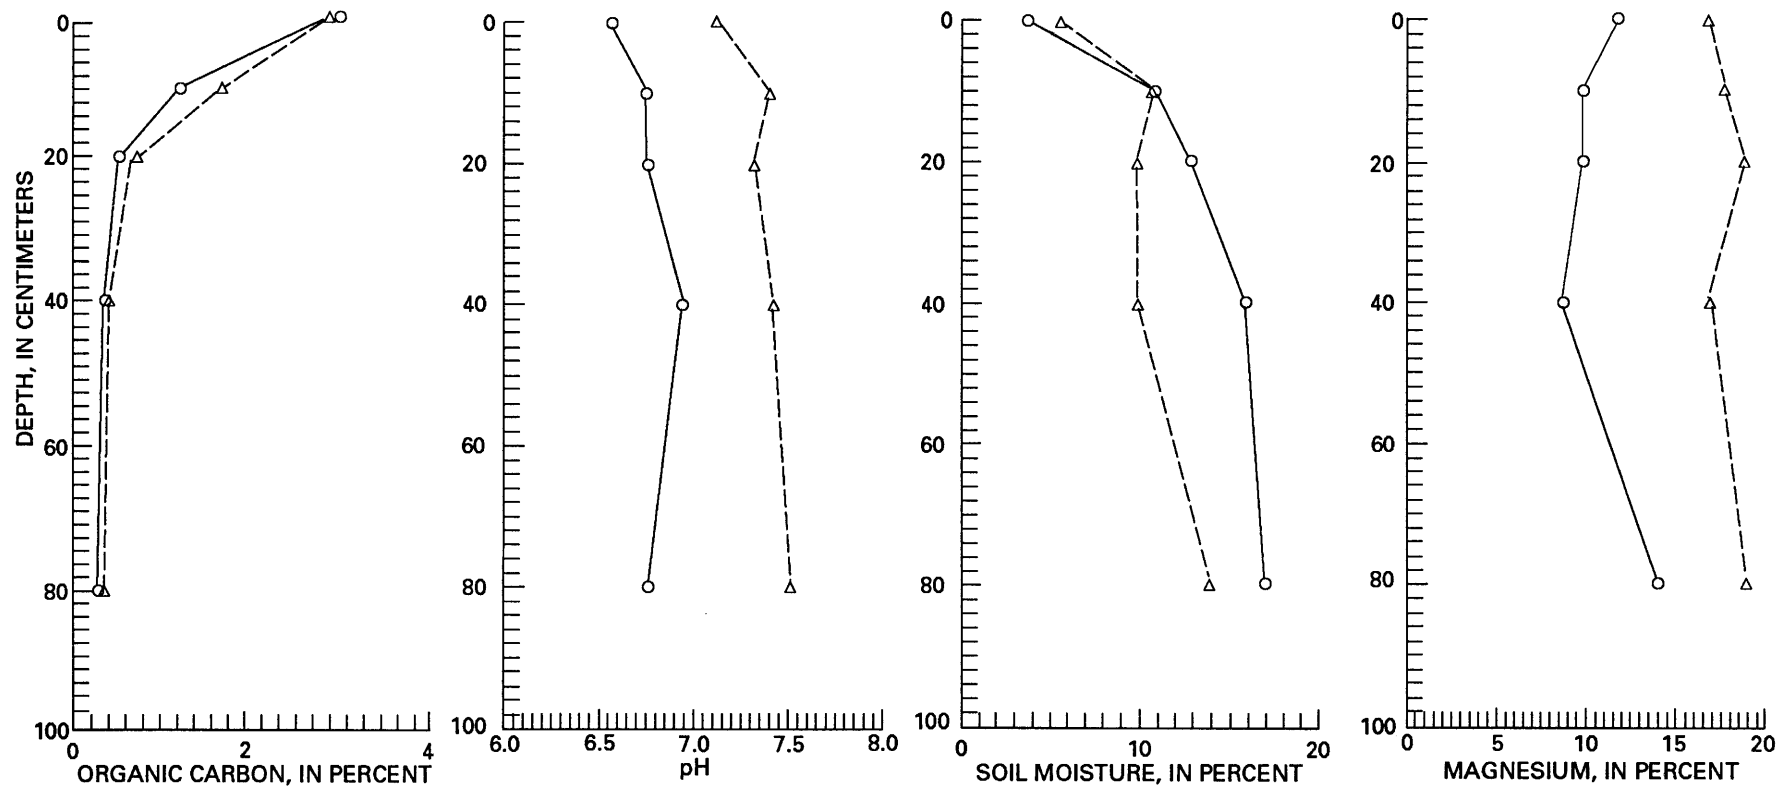 DEPTH, IN CENTIMETERS
0
20
40
60
80
100
0 2 4
ORGANIC CARBON, IN PERCENT
0
20
40
60
80
100
6.0 6.5 7.0 7.5 8.0
pH
0
20
40
60
80
100
0 10 20
SOIL MOISTURE, IN PERCENT
0
20
40
60
80
100
0 5 10 15 20
MAGNESIUM, IN PERCENT